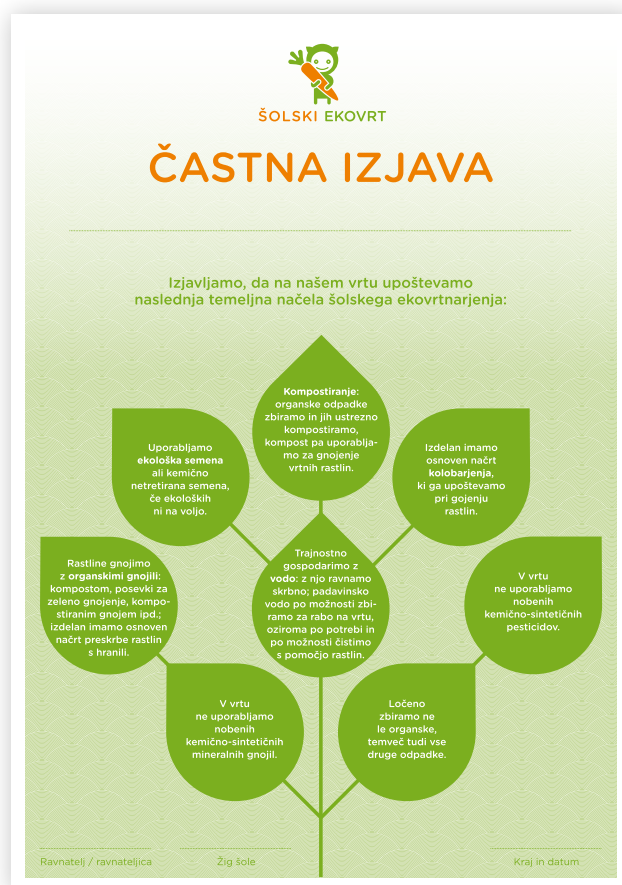 ŠOLSKI EKOVRT
ČASTNA IZJAVA
Izjavljamo, da na našem vrtu upoštevamo
naslednja temeljna načela šolskega ekovrtnarjenja:
Kompostiranje:
organske odpadke
zbiramo in jih ustrezno
kompostiramo,
kompost pa uporablja-
mo za gnojenje
vrtnih rastlin.
Uporabljamo
ekološka semena
ali kemično
netretirana semena,
če ekoloških
ni na voljo.
Izdelan imamo
osnoven načrt
kolobarjenja,
ki ga upoštevamo
pri gojenju
rastlin.
Rastline gnojimo
z organskimi gnojili:
kompostom, posevki za
zeleno gnojenje, kompo-
stiranim gnojem ipd.;
izdelan imamo osnoven
načrt preskrbe rastlin
s hranili.
Trajnostno
gospodarimo z
vodo: z njo ravnamo
skrbno; padavinsko
vodo po možnosti zbi-
ramo za rabo na vrtu,
oziroma po potrebi in
po možnosti čistimo
s pomočjo rastlin.
V vrtu
ne uporabljamo
nobenih
kemično-sintetičnih
pesticidov.
V vrtu
ne uporabljamo
nobenih
kemično-sintetičnih
mineralnih gnojil.
Ločeno
zbiramo ne
le organske,
temveč tudi vse
druge odpadke.
Ravnatelj / ravnateljica
Žig šole
Kraj in datum